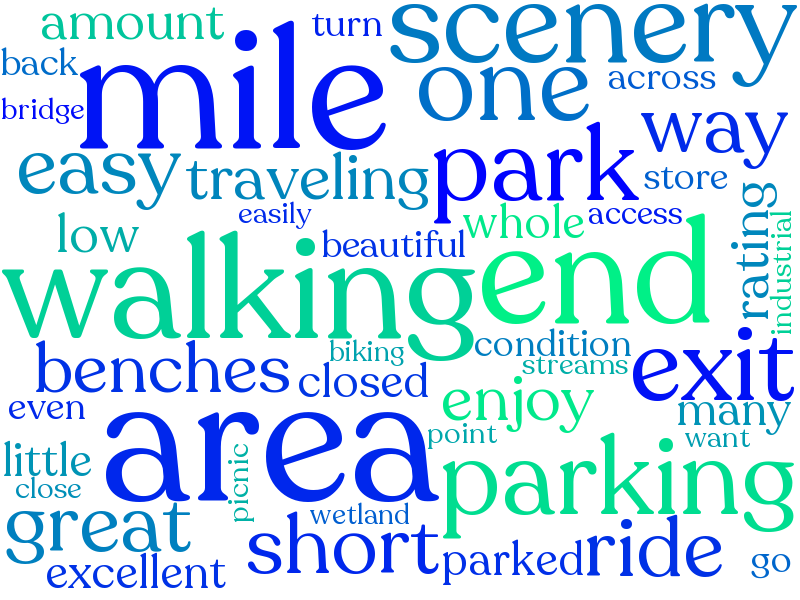 amount
turn
scenery
back
mile
one
across
bridge
way
easy
traveling
park
store
easily
whole
access
rating
industrial
low
beautiful
walking
end
benches
biking
condition
streams
exit
closed
even
area
enjoy
many
point
want
little
close
picnic
parking
great
wetland
short
parked
ride
excellent
go